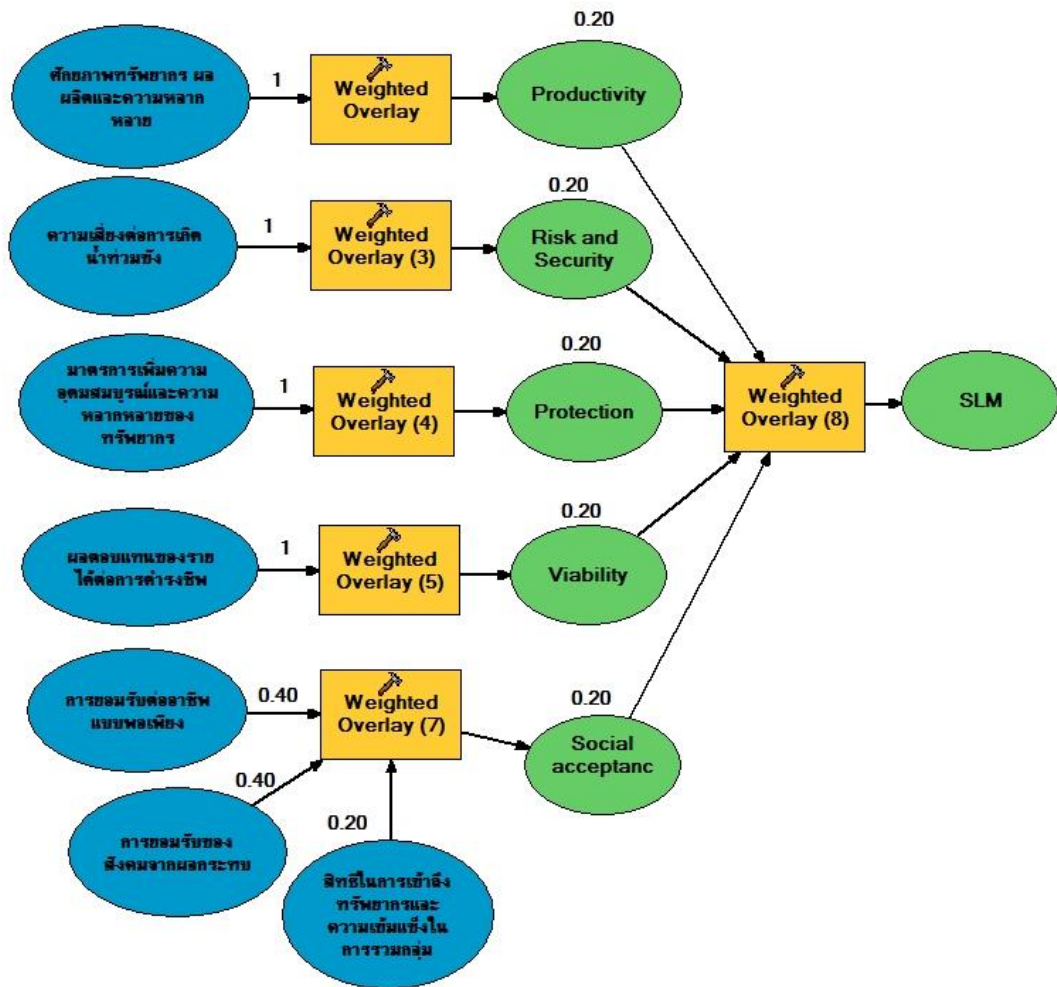 0.20
ศักยภาพทรัพยากร ผล
ผลิตและความหลาก
หลาย
1
Weighted
Overlay
Productivity
0.20
ความเสี่ยงต่อการเกิด
น้ำท่วมขัง
1
Weighted
Overlay (3)
Risk and
Security
0.20
มาตรการเพิ่มความ
อุดมสมบูรณ์และความ
หลากหลายของ
ทรัพยากร
1
Weighted
Overlay (4)
Protection
Weighted
Overlay (8)
SLM
0.20
ผลตอบแทนของราย
ได้ต่อการดำรงชีพ
1
Weighted
Overlay (5)
Viability
การยอมรับต่ออาชีพ
แบบพอเพียง
0.40
Weighted
Overlay (7)
0.20
Social
acceptanc
0.40
การยอมรับของ
สังคมจากผลกระทบ
0.20
สิทธิในการเข้าถึง
ทรัพยากรและ
ความเข้มแข็งใน
การรวมกลุ่ม